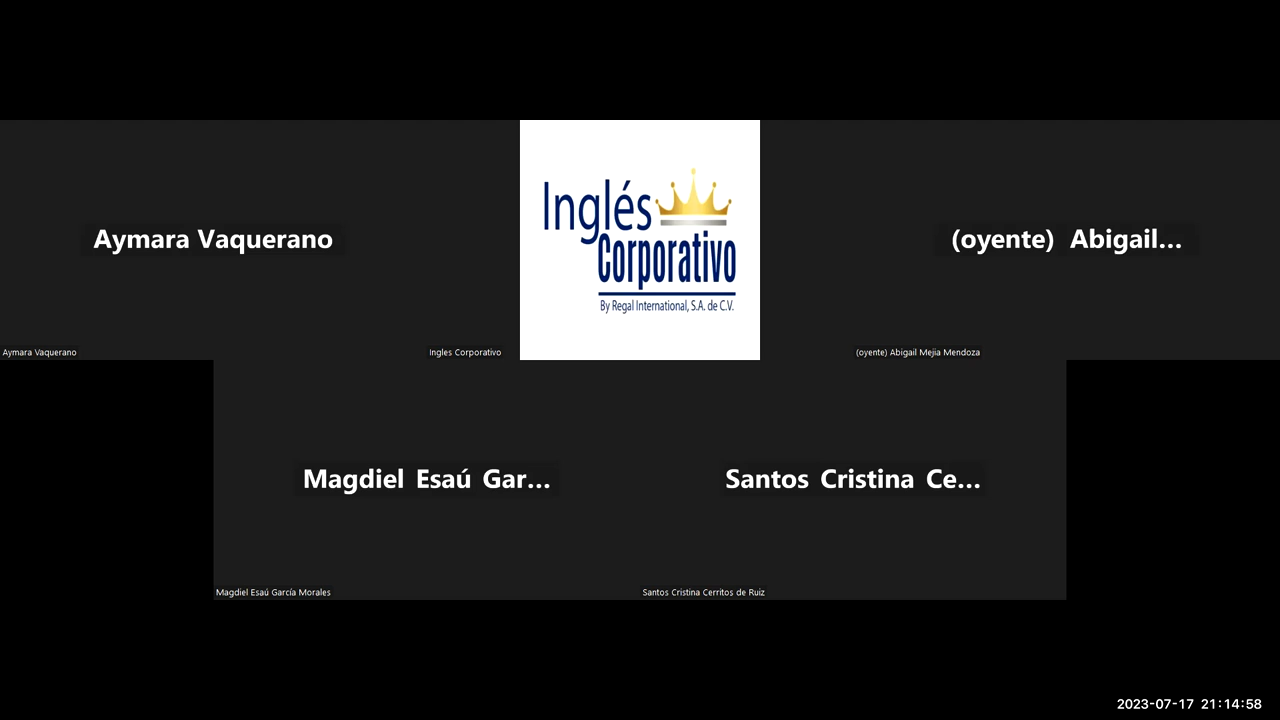 Aymara Vaquerano
Inglés
Corporativo
By Regal International, S.A. de C.V.
(oyente) Abigail...
Aymara Vaquerano
Ingles Corporativo
(oyente) Abigail Mejia Mendoza
Magdiel Esaú Gar...
Santos Cristina Ce...
Magdiel Esaú García Morales
Santos Cristina Cerritos de Ruiz
2023-07-17 21:14:58